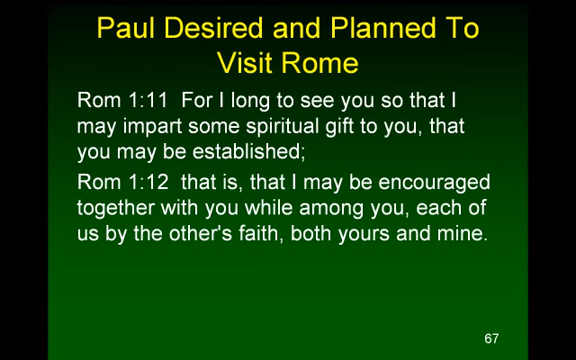 Paul Desired and Planned To
Visit Rome
Rom 1:11  For I long to see you so that I
may impart some spiritual gift to you, that
you may be established;
Rom 1:12  that is, that I may be encouraged
together with you while among you, each of
us by the other's faith, both yours and mine.
67